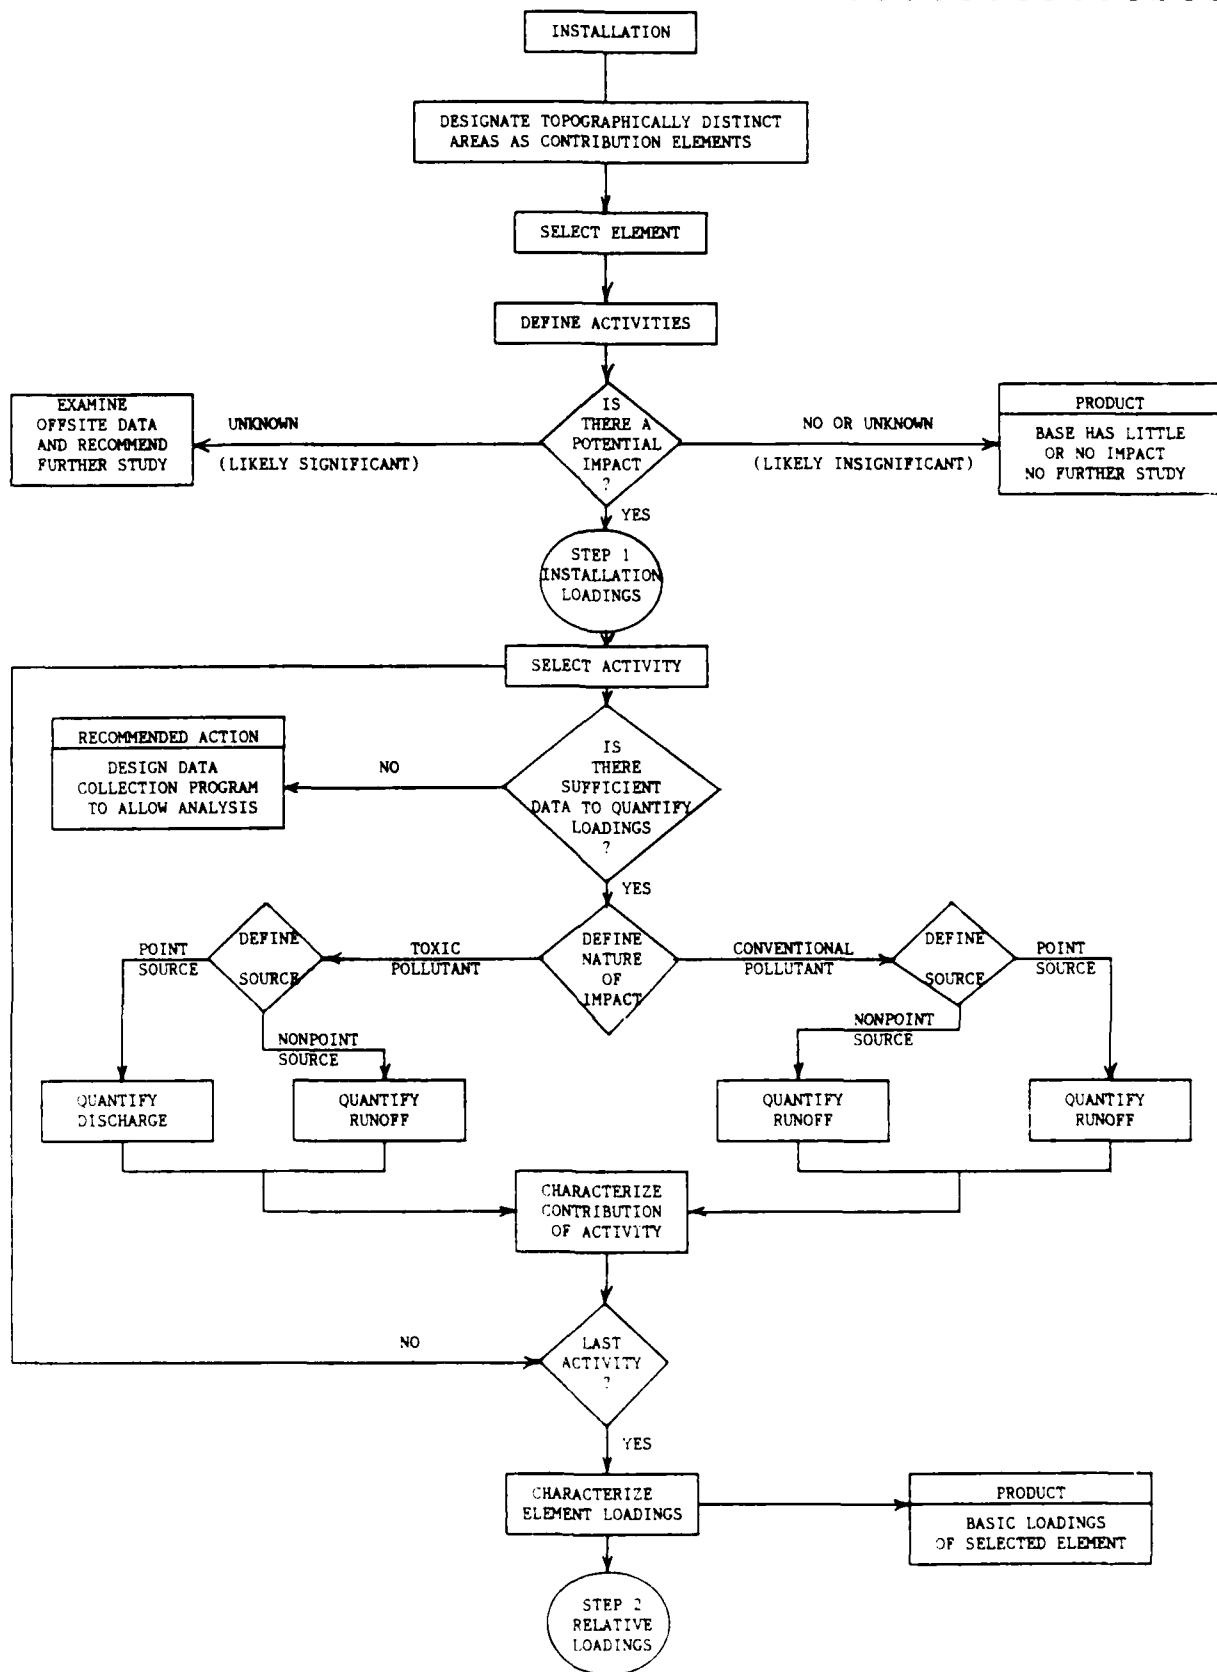 INSTALLATION
DESIGNATE TOPOGRAPHICALLY DISTINCT
AREAS AS CONTRIBUTION ELEMENTS
SELECT ELEMENT
DEFINE ACTIVITIES
EXAMINE
OFFSITE DATA
AND RECOMMEND
FURTHER STUDY
UNKNOWN
(LIKELY SIGNIFICANT)
IS
THERE A
POTENTIAL
IMPACT
?
NO OR UNKNOWN
(LIKELY INSIGNIFICANT)
PRODUCT
BASE HAS LITTLE
OR NO IMPACT
NO FURTHER STUDY
YES
STEP 1
INSTALLATION
LOADINGS
SELECT ACTIVITY
RECOMMENDED ACTION
DESIGN DATA
COLLECTION PROGRAM
TO ALLOW ANALYSIS
NO
IS
THERE
SUFFICIENT
DATA TO QUANTIFY
LOADINGS
?
YES
POINT
SOURCE
DEFINE
SOURCE
TOXIC
POLLUTANT
DEFINE
NATURE
OF
IMPACT
CONVENTIONAL
POLLUTANT
DEFINE
SOURCE
POINT
SOURCE
NONPOINT
SOURCE
NONPOINT
SOURCE
QUANTIFY
DISCHARGE
QUANTIFY
RUNOFF
QUANTIFY
RUNOFF
QUANTIFY
RUNOFF
CHARACTERIZE
CONTRIBUTION
OF ACTIVITY
NO
LAST
ACTIVITY
?
YES
CHARACTERIZE
ELEMENT LOADINGS
PRODUCT
BASIC LOADINGS
OF SELECTED ELEMENT
STEP 2
RELATIVE
LOADINGS